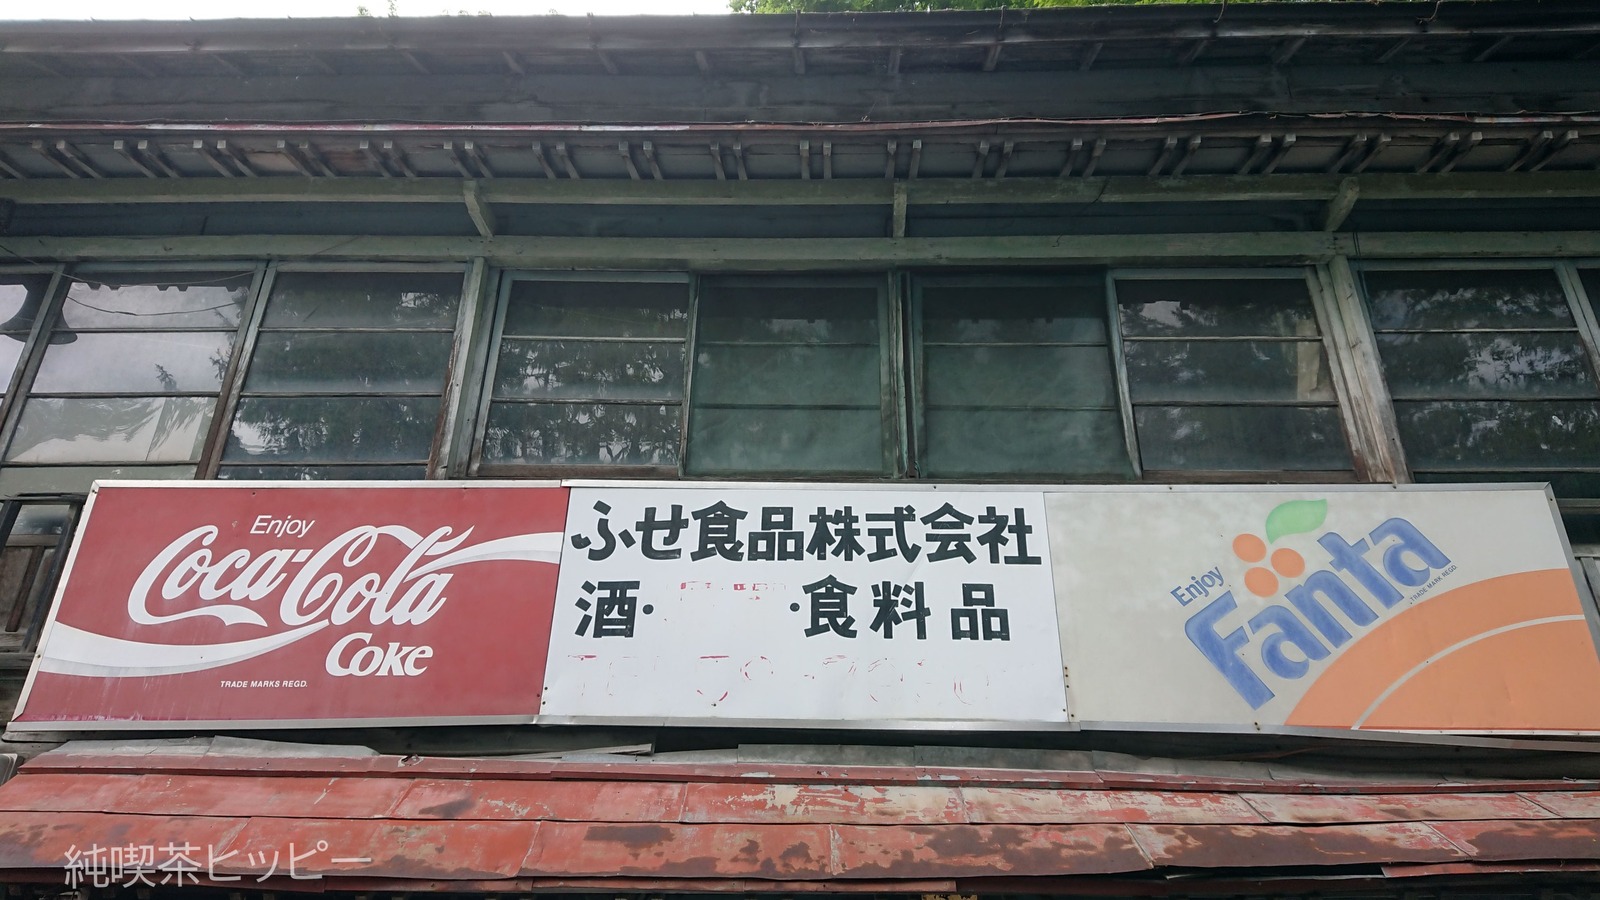 Enjoy
Coca-Cola
Coke
TRADE MARKS REGD.
ふせ食品株式会社
酒・ ・食料品
Enjoy
Fanta
TRADE MARK REGD.
純喫茶ヒッピー